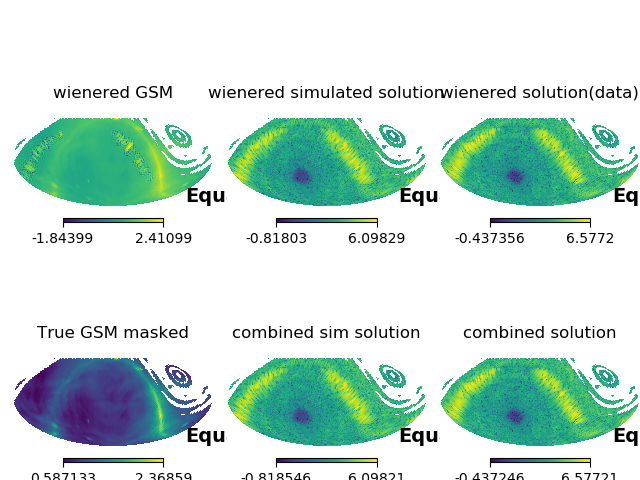 wienered GSM
wienered simulated solution
wienered solution(data)
Equ
Equ
Eq
-1.84399 2.41099
-0.81803 6.09829
-0.437356 6.5772
True GSM masked
combined sim solution
combined solution
Equ
Equ
Eq
0.587133 2.36859
-0.818546 6.09821
-0.437246 6.57721